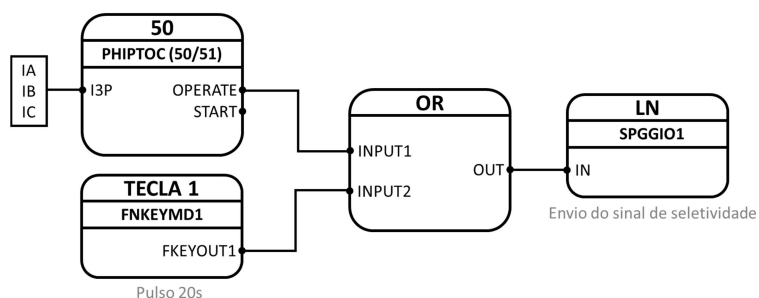 50
PHIPTOC (50/51)
IA
IB
IC
I3P
OPERATE
START
TECLA 1
FNKEYMD1
FKEYOUT1
Pulso 20s
OR
INPUT1
INPUT2
OUT
LN
SPGGIO1
IN
Envio do sinal de seletividade